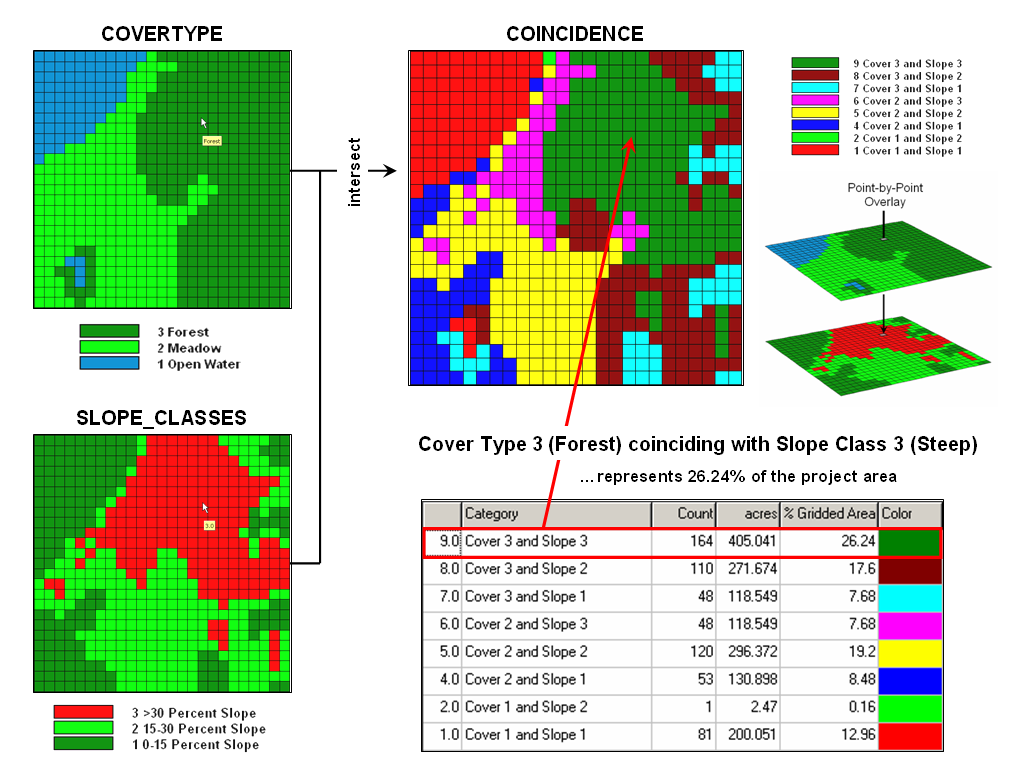 COVERTYPE
Forest
3 Forest
2 Meadow
1 Open Water
SLOPE_CLASSES
3.0
3 >30 Percent Slope
2 15-30 Percent Slope
1 0-15 Percent Slope
intersect
COINCIDENCE
9 Cover 3 and Slope 3
8 Cover 3 and Slope 2
7 Cover 3 and Slope 1
6 Cover 2 and Slope 3
5 Cover 2 and Slope 2
4 Cover 2 and Slope 1
2 Cover 1 and Slope 2
1 Cover 1 and Slope 1
Point-by-Point
Overlay
Cover Type 3 (Forest) coinciding with Slope Class 3 (Steep)
...represents 26.24% of the project area
Category Count acres % Gridded Area Color
9.0 Cover 3 and Slope 3 164 405.041 26.24
8.0 Cover 3 and Slope 2 110 271.674 17.6
7.0 Cover 3 and Slope 1 48 118.549 7.68
6.0 Cover 2 and Slope 3 48 118.549 7.68
5.0 Cover 2 and Slope 2 120 296.372 19.2
4.0 Cover 2 and Slope 1 53 130.898 8.48
2.0 Cover 1 and Slope 2 1 2.47 0.16
1.0 Cover 1 and Slope 1 81 200.051 12.96